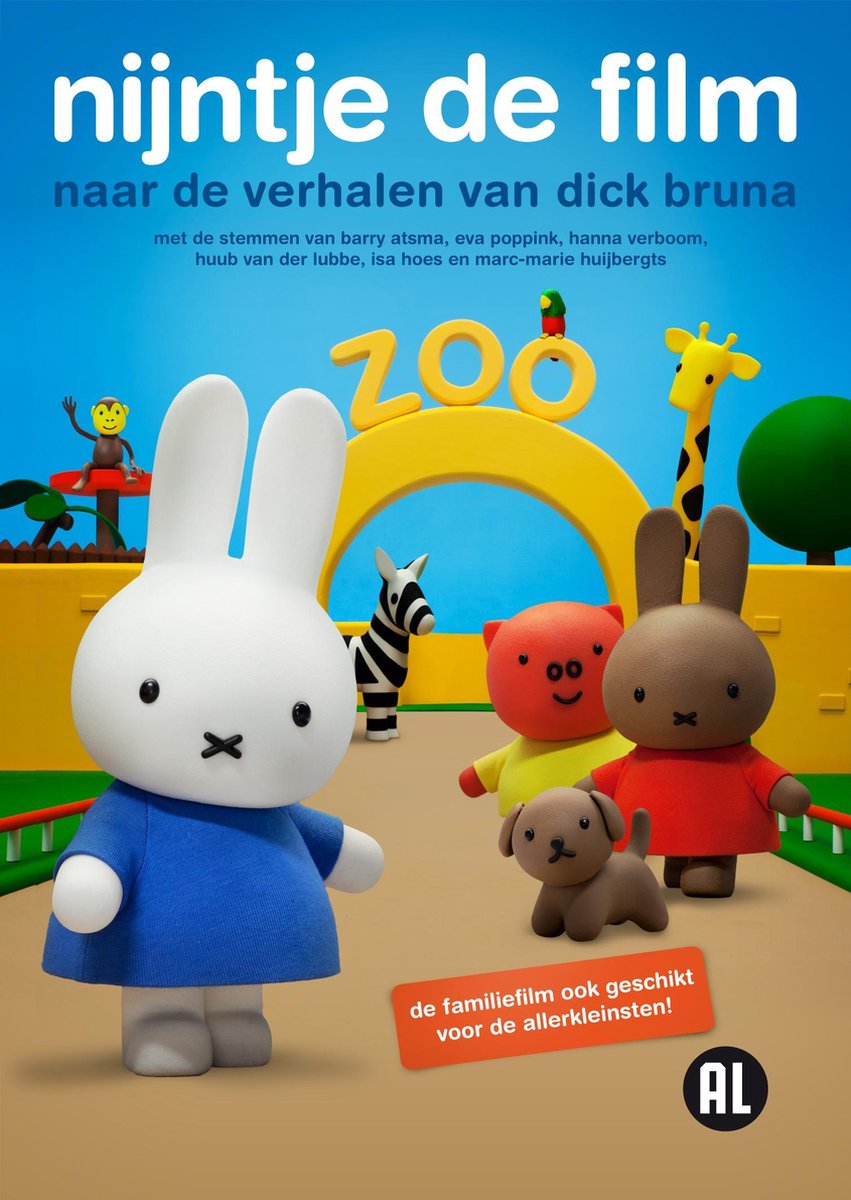 nijntje de film
naar de verhalen van dick bruna
met de stemmen van barry atsma, eva poppink, hanna verboom,
huub van der lubbe, isa hoes en marc-marie huijbergts
ZOO
de familiefilm ook geschikt
voor de allerkleinsten!
AL